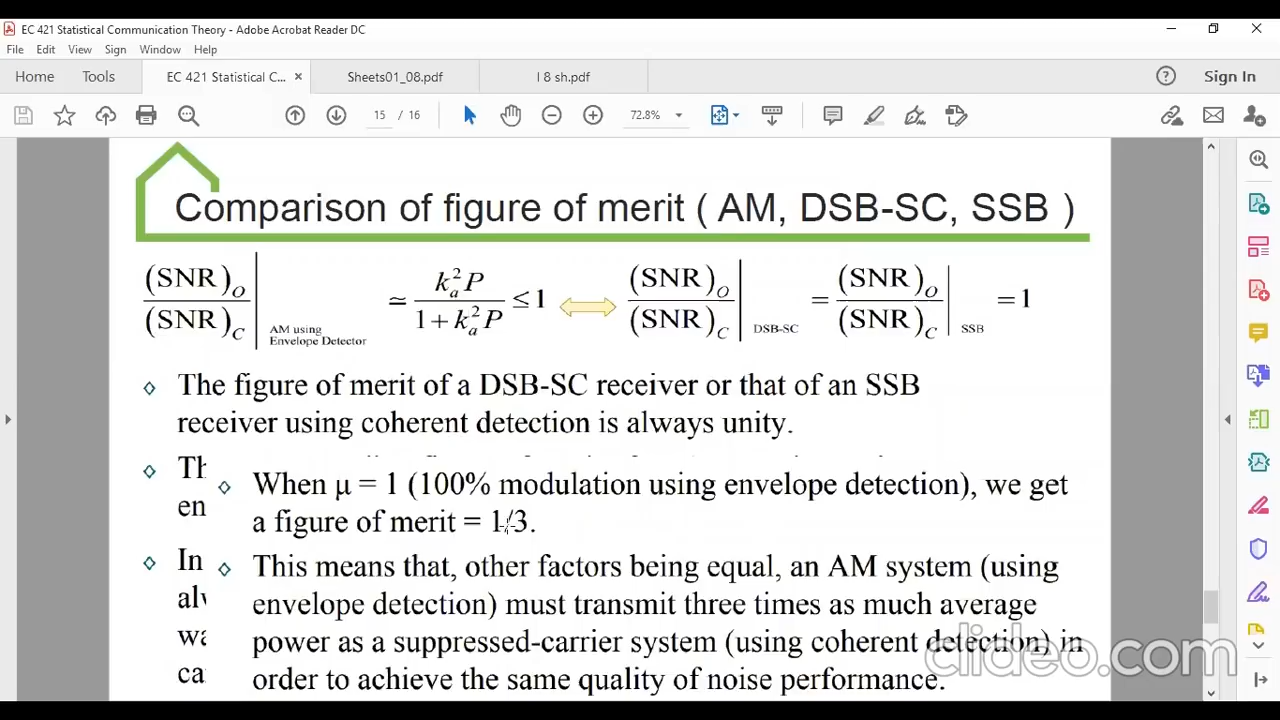 EC 421 Statistical Communication Theory - Adobe Acrobat Reader DC
File Edit View Sign Window Help
Home Tools EC 421 Statistical C... × Sheets01_08.pdf l 8 sh.pdf Sign In
15 / 16 72.8%
Comparison of figure of merit ( AM, DSB-SC, SSB )
(SNR)O / (SNR)C | AM using Envelope Detector ≃ kₐ²P / 1 + kₐ²P ≤ 1 ⇔ (SNR)O / (SNR)C | DSB-SC = (SNR)O / (SNR)C | SSB = 1
◇ The figure of merit of a DSB-SC receiver or that of an SSB
receiver using coherent detection is always unity.
◇ Th
en
◇ When μ = 1 (100% modulation using envelope detection), we get
a figure of merit = 1/3.
◇ In
alv
wa
ca
◇ This means that, other factors being equal, an AM system (using
envelope detection) must transmit three times as much average
power as a suppressed-carrier system (using coherent detection) in
order to achieve the same quality of noise performance.
clideo.com